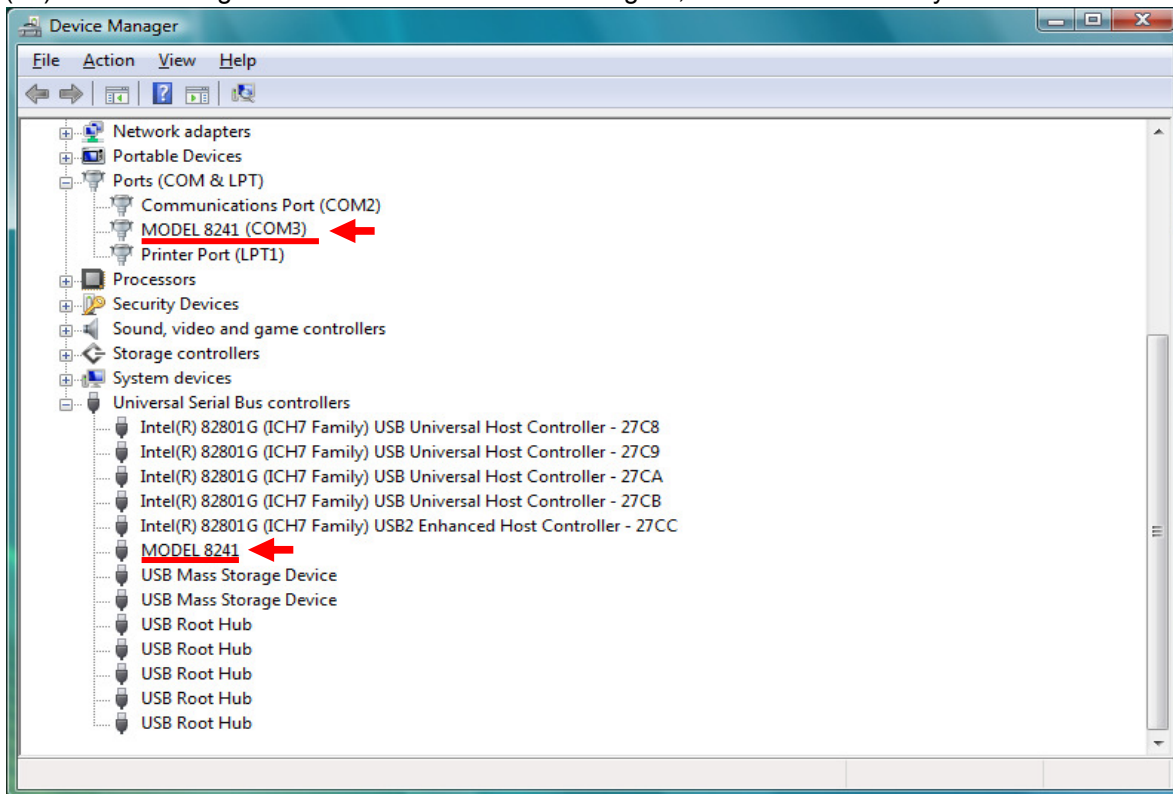 Device Manager
File Action View Help
Network adapters
Portable Devices
Ports (COM & LPT)
Communications Port (COM2)
MODEL 8241 (COM3)
Printer Port (LPT1)
Processors
Security Devices
Sound, video and game controllers
Storage controllers
System devices
Universal Serial Bus controllers
Intel(R) 82801G (ICH7 Family) USB Universal Host Controller - 27C8
Intel(R) 82801G (ICH7 Family) USB Universal Host Controller - 27C9
Intel(R) 82801G (ICH7 Family) USB Universal Host Controller - 27CA
Intel(R) 82801G (ICH7 Family) USB Universal Host Controller - 27CB
Intel(R) 82801G (ICH7 Family) USB2 Enhanced Host Controller - 27CC
MODEL 8241
USB Mass Storage Device
USB Mass Storage Device
USB Root Hub
USB Root Hub
USB Root Hub
USB Root Hub
USB Root Hub